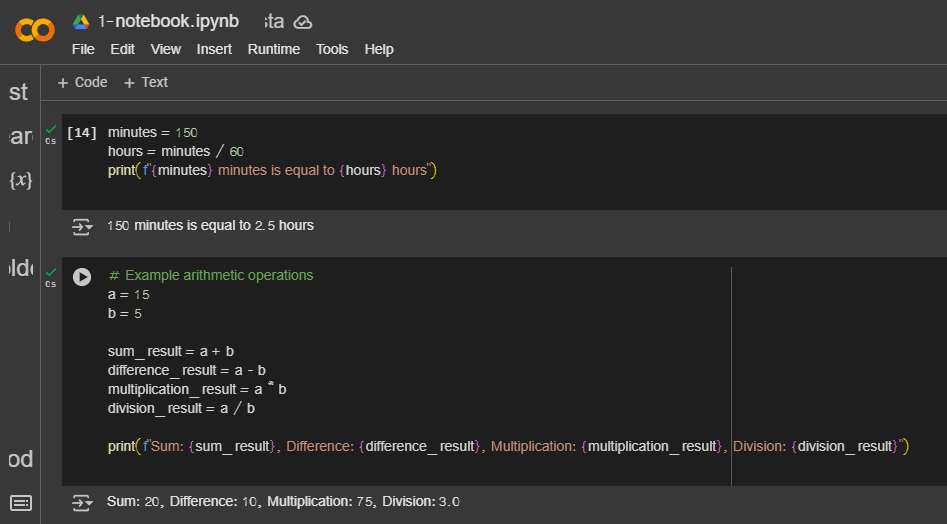 1-notebook.ipynb sta
File Edit View Insert Runtime Tools Help
+ Code + Text
st
ar
{x}
[14] minutes = 150
hours = minutes / 60
print(f"{minutes} minutes is equal to {hours} hours")
0s
150 minutes is equal to 2.5 hours
# Example arithmetic operations
0s
a = 15
b = 5
sum_result = a + b
difference_result = a - b
multiplication_result = a * b
division_result = a / b
print(f"Sum: {sum_result}, Difference: {difference_result}, Multiplication: {multiplication_result}, Division: {division_result}")
od
Sum: 20, Difference: 10, Multiplication: 75, Division: 3.0